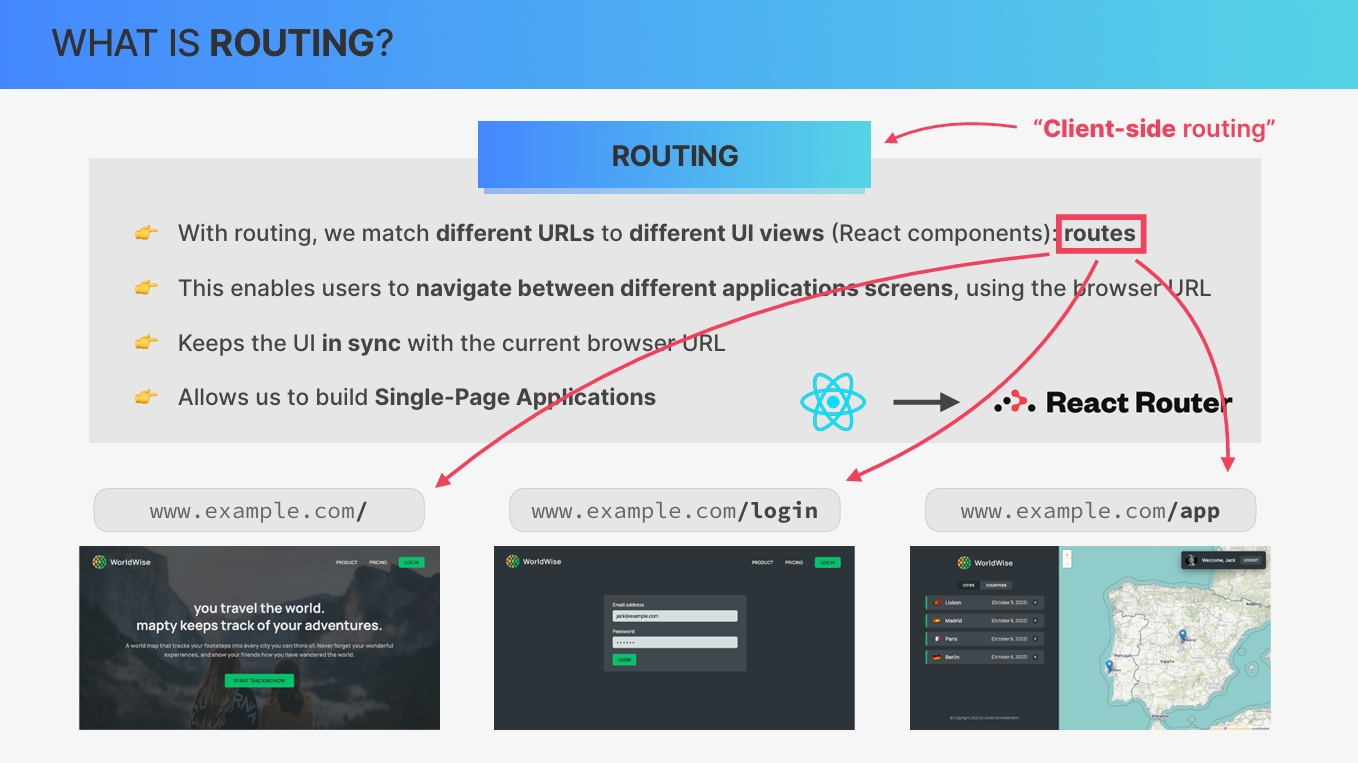 WHAT IS ROUTING?
“Client-side routing”
ROUTING
👉 With routing, we match different URLs to different UI views (React components): routes
👉 This enables users to navigate between different applications screens, using the browser URL
👉 Keeps the UI in sync with the current browser URL
👉 Allows us to build Single-Page Applications
React Router
www.example.com/
www.example.com/login
www.example.com/app
WorldWise
PRODUCT PRICING LOG IN
you travel the world.
mapty keeps track of your adventures.
A world map that tracks your footsteps into every city you can think of. Never forget your wonderful
experiences, and show your friends how you have wandered the world.
START TRACKING NOW
WorldWise
PRODUCT PRICING LOG IN
Email address
jack@example.com
Password
LOGIN
WorldWise
CITIES COUNTRIES
Lisbon (October 3, 2022)
Madrid (October 5, 2022)
Paris (October 6, 2022)
Berlin (October 6, 2022)
Welcome, Jack LOGOUT
Andorra
Portugal
España